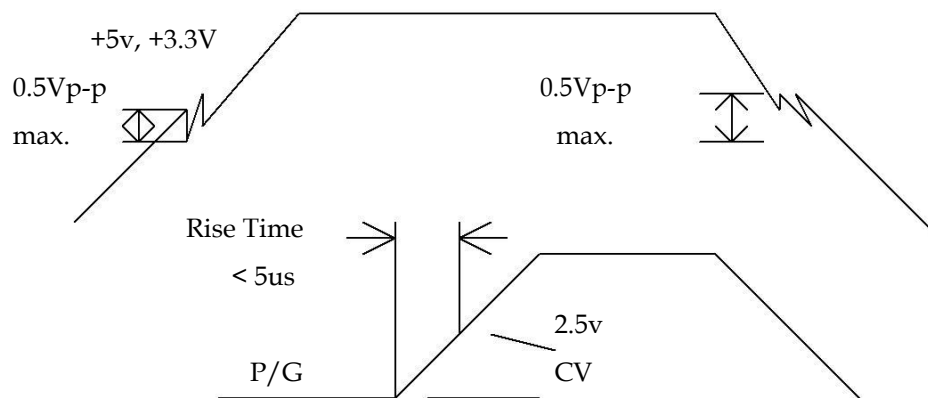 +5v, +3.3V
0.5Vp-p
max.
0.5Vp-p
max.
Rise Time
< 5us
2.5v
P/G
CV